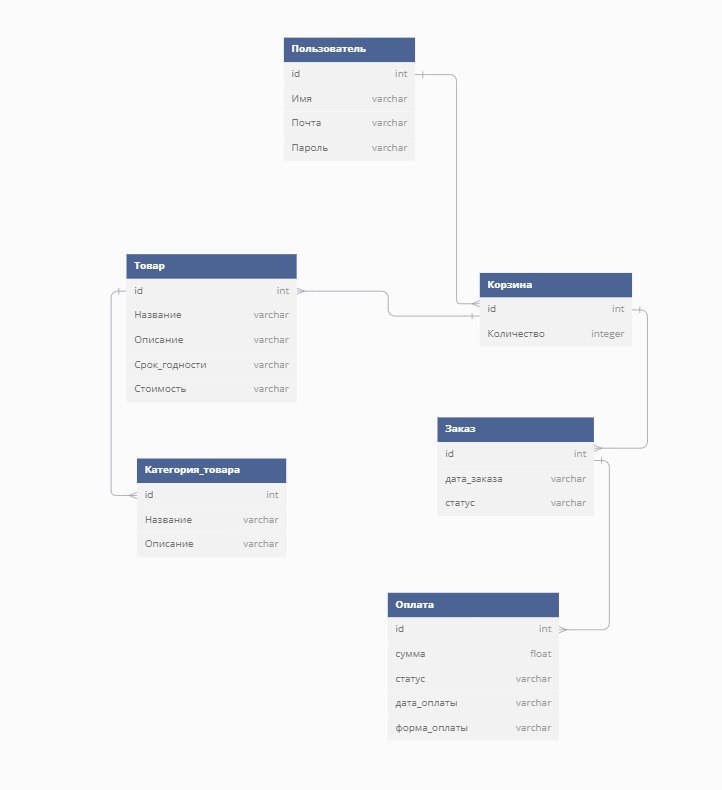 Пользователь
id int
Имя varchar
Почта varchar
Пароль varchar
Товар
id int
Название varchar
Описание varchar
Срок_годности varchar
Стоимость varchar
Корзина
id int
Количество integer
Заказ
id int
дата_заказа varchar
статус varchar
Категория_товара
id int
Название varchar
Описание varchar
Оплата
id int
сумма float
статус varchar
дата_оплаты varchar
форма_оплаты varchar